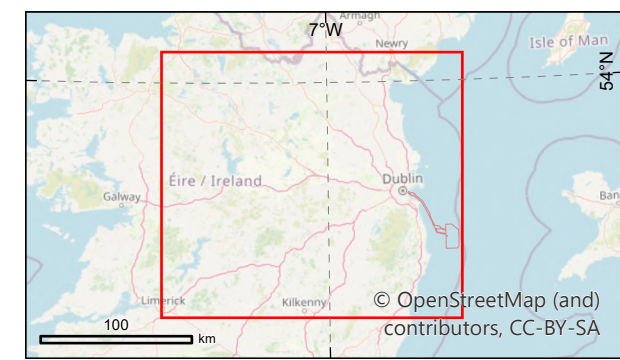 Armagh
7°W
Newry
Isle of Man
54°N
Dublin
Éire / Ireland
Galway
Ban
Limerick
Kilkenny
© OpenStreetMap (and)
contributors, CC-BY-SA
100
km